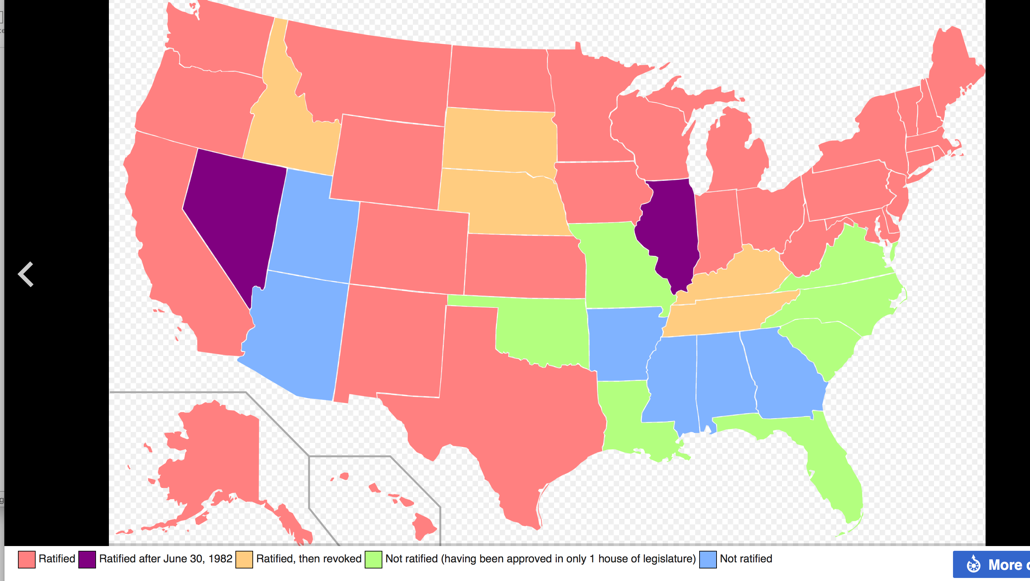 Ratified Ratified after June 30, 1982 Ratified, then revoked Not ratified (having been approved in only 1 house of legislature) Not ratified
More